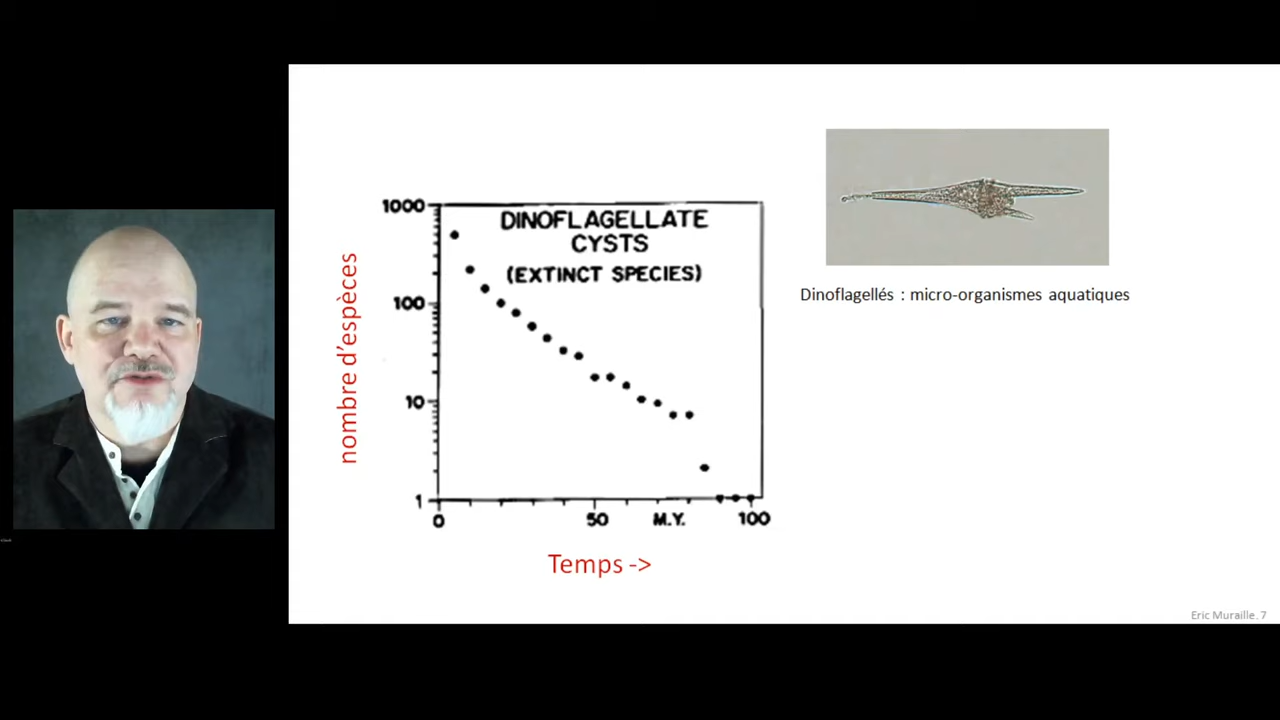 DINOFLAGELLATE
CYSTS
(EXTINCT SPECIES)
1000
100
10
1
0
50
M.Y.
100
nombre d'espèces
Temps ->
Dinoflagellés : micro-organismes aquatiques
Eric Muraille. 7